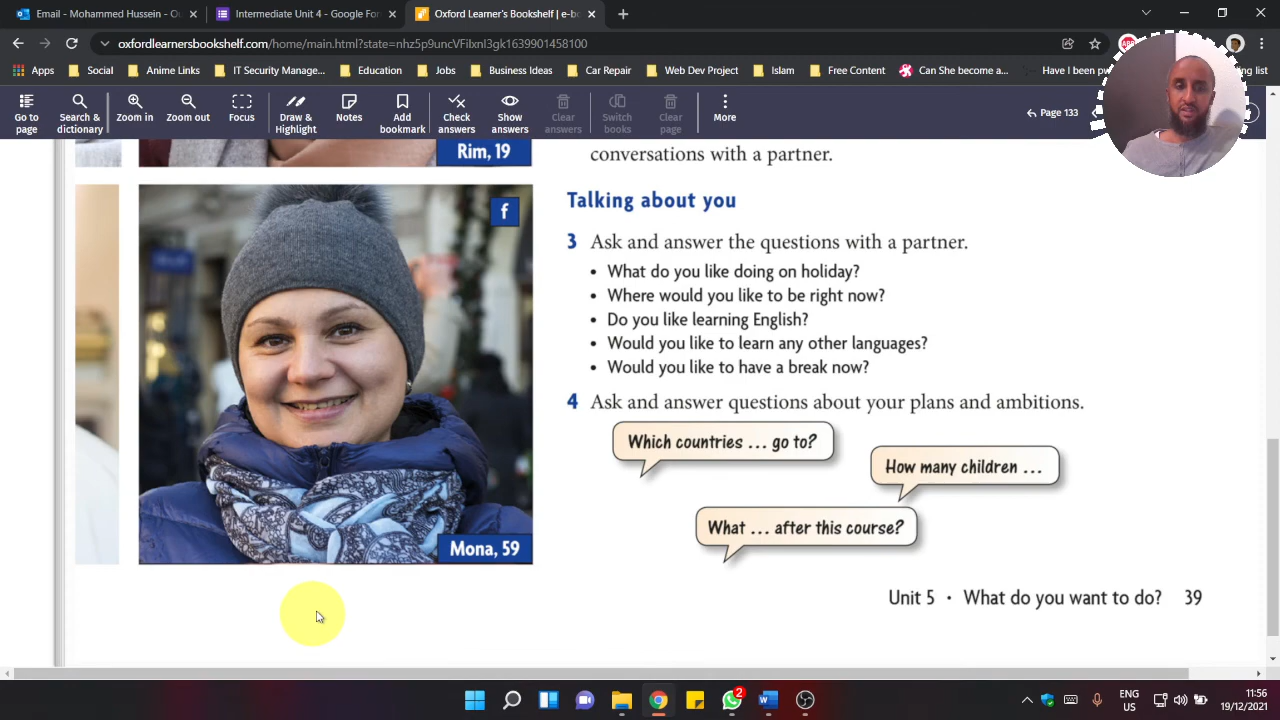 Email - Mohammed Hussein - Ou
Intermediate Unit 4 - Google For
Oxford Learner's Bookshelf | e-bo
oxfordlearnersbookshelf.com/home/main.html?state=nhz5p9uncVFiIxnI3gk1639901458100
Apps
Social
Anime Links
IT Security Manage...
Education
Jobs
Business Ideas
Car Repair
Web Dev Project
Islam
Free Content
Can She become a...
Have I been pw
ting list
Go to page
Search & dictionary
Zoom in
Zoom out
Focus
Draw & Highlight
Notes
Add bookmark
Check answers
Show answers
Clear answers
Switch books
Clear page
More
Page 133
Rim, 19
conversations with a partner.
Talking about you
3 Ask and answer the questions with a partner.
• What do you like doing on holiday?
• Where would you like to be right now?
• Do you like learning English?
• Would you like to learn any other languages?
• Would you like to have a break now?
4 Ask and answer questions about your plans and ambitions.
Which countries … go to?
How many children …
What … after this course?
f
Mona, 59
Unit 5 • What do you want to do? 39
2
ENG
US
11:56
19/12/2021